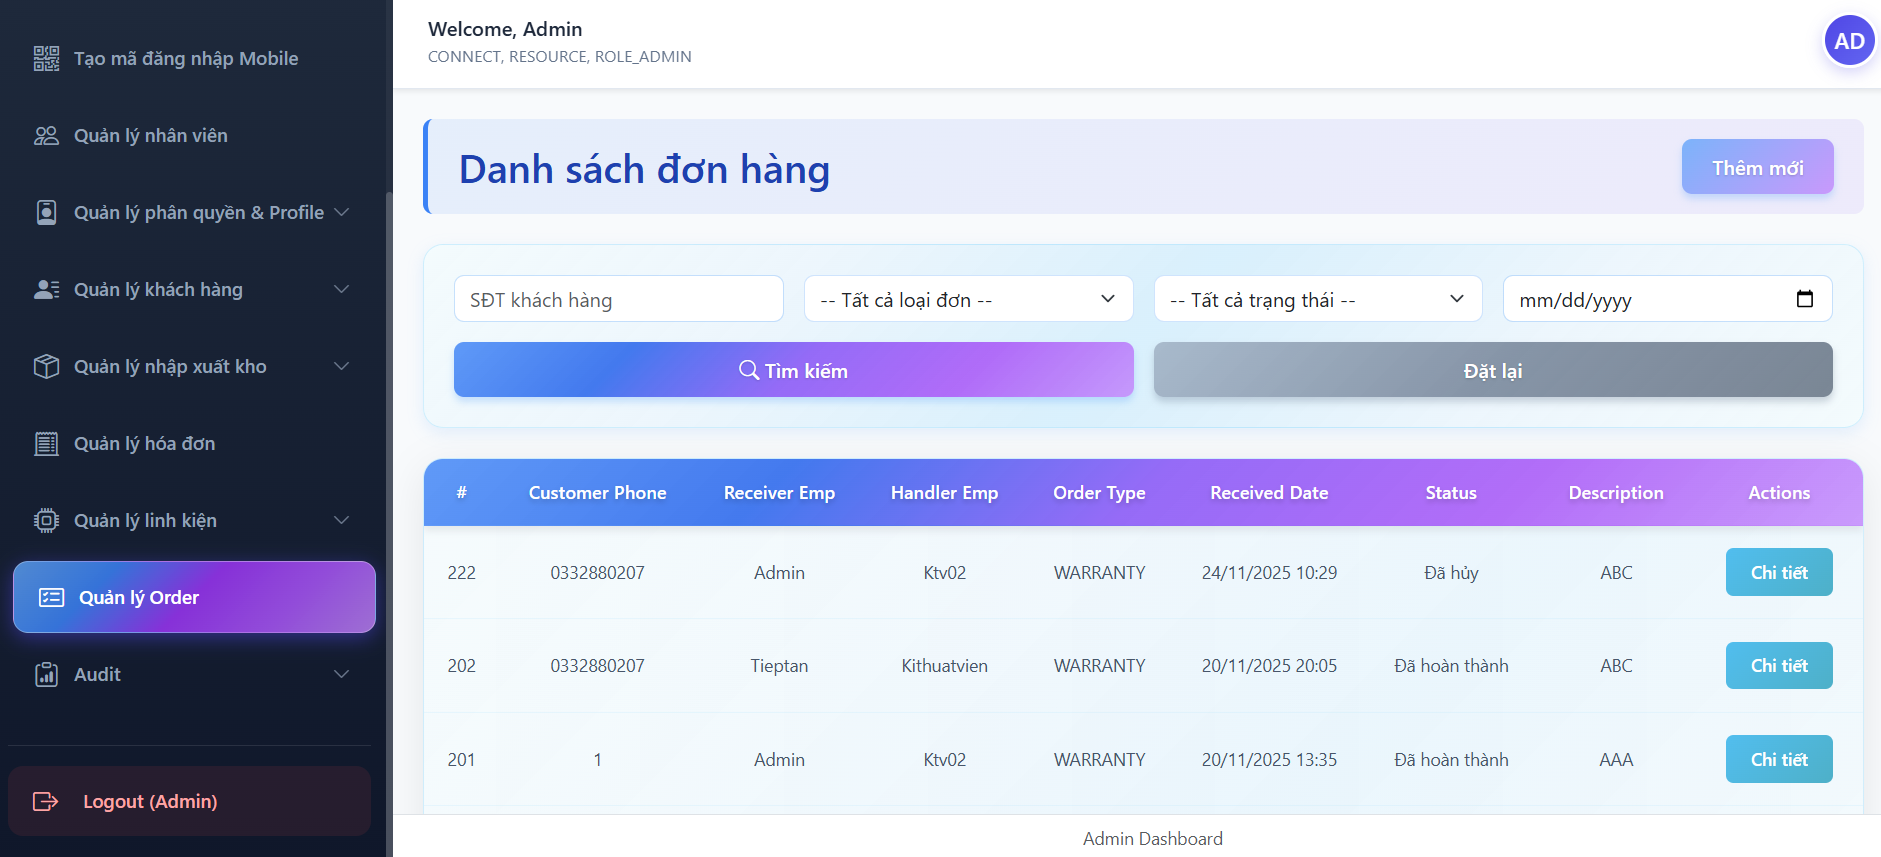 Tạo mã đăng nhập Mobile
Quản lý nhân viên
Quản lý phân quyền & Profile
Quản lý khách hàng
Quản lý nhập xuất kho
Quản lý hóa đơn
Quản lý linh kiện
Quản lý Order
Audit
Logout (Admin)
Welcome, Admin
CONNECT, RESOURCE, ROLE_ADMIN
AD
Danh sách đơn hàng
Thêm mới
SĐT khách hàng
-- Tất cả loại đơn --
-- Tất cả trạng thái --
mm/dd/yyyy
Tìm kiếm
Đặt lại
# Customer Phone Receiver Emp Handler Emp Order Type Received Date Status Description Actions
222 0332880207 Admin Ktv02 WARRANTY 24/11/2025 10:29 Đã hủy ABC Chi tiết
202 0332880207 Tieptan Kithuatvien WARRANTY 20/11/2025 20:05 Đã hoàn thành ABC Chi tiết
201 1 Admin Ktv02 WARRANTY 20/11/2025 13:35 Đã hoàn thành AAA Chi tiết
Admin Dashboard